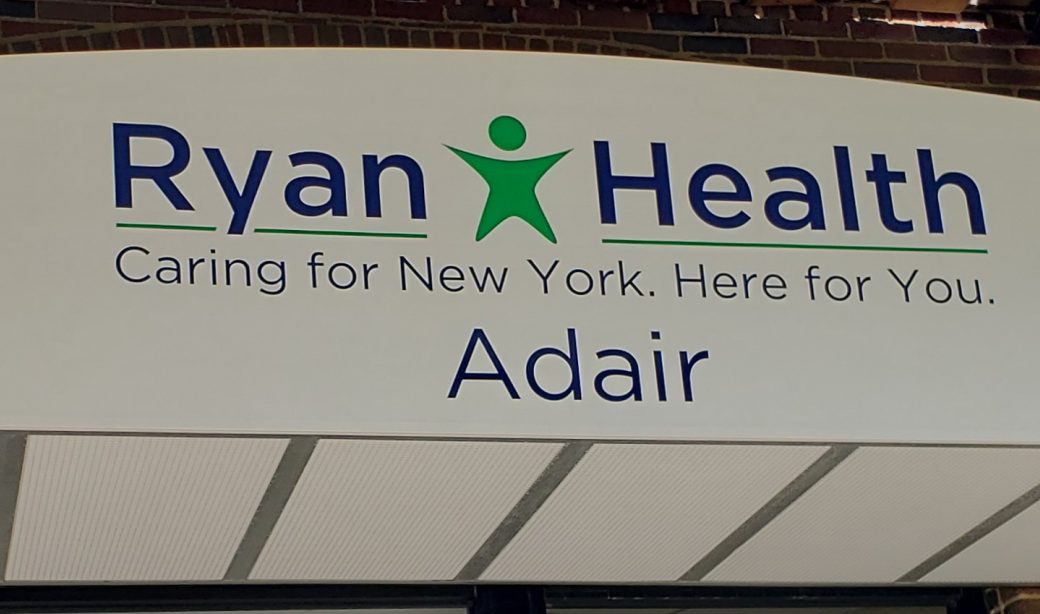 Ryan Health
Caring for New York. Here for You.
Adair